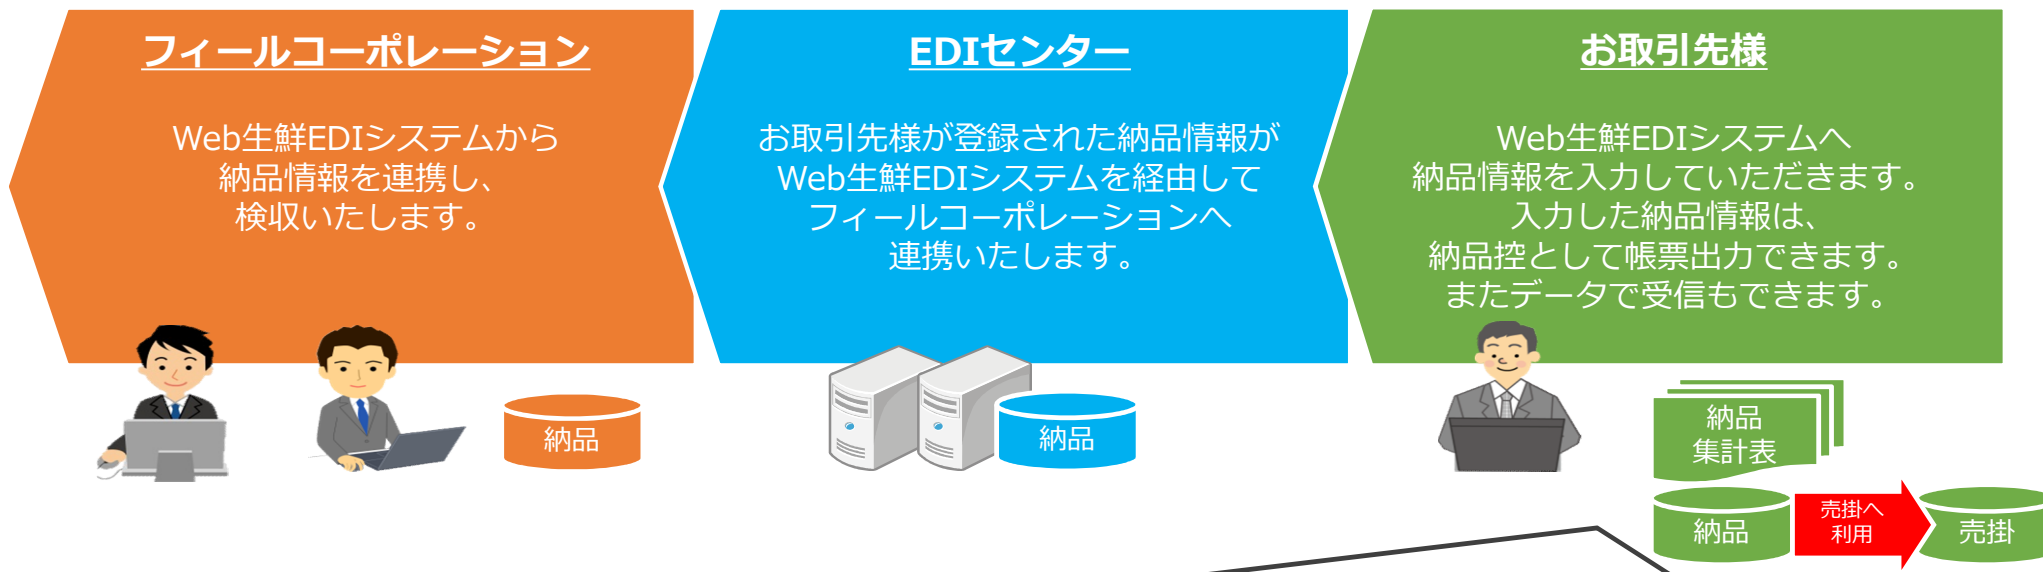 フィールコーポレーション
Web生鮮EDIシステムから
納品情報を連携し、
検収いたします。
納品
EDIセンター
お取引先様が登録された納品情報が
Web生鮮EDIシステムを経由して
フィールコーポレーションへ
連携いたします。
納品
お取引先様
Web生鮮EDIシステムへ
納品情報を入力していただきます。
入力した納品情報は、
納品控として帳票出力できます。
またデータで受信もできます。
納品
集計表
納品
売掛へ
利用
売掛